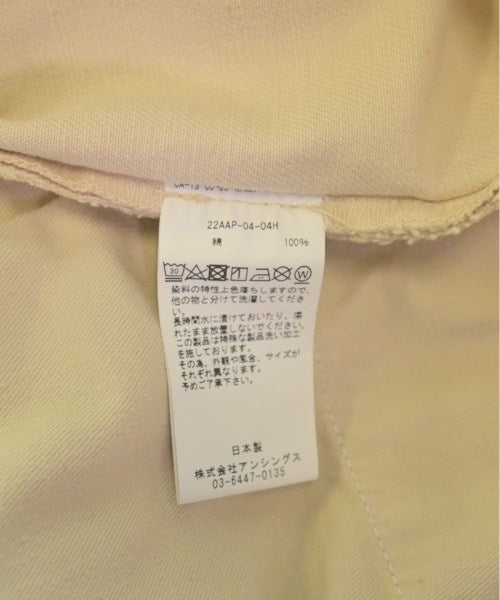 22AAP-04-04H
綿 100%
30
W
染料の特性上色落ちしますので、
他の物と分けて洗濯してくださ
い。
長時間水に浸けておいたり、濡
れたまま放置しないでください。
この製品は特殊な製品洗い加工
を施しております。
その為、外観や風合、サイズが
それぞれ異なります。
予めご了承下さい。
日本製
株式会社アンシングス
03-6447-0135